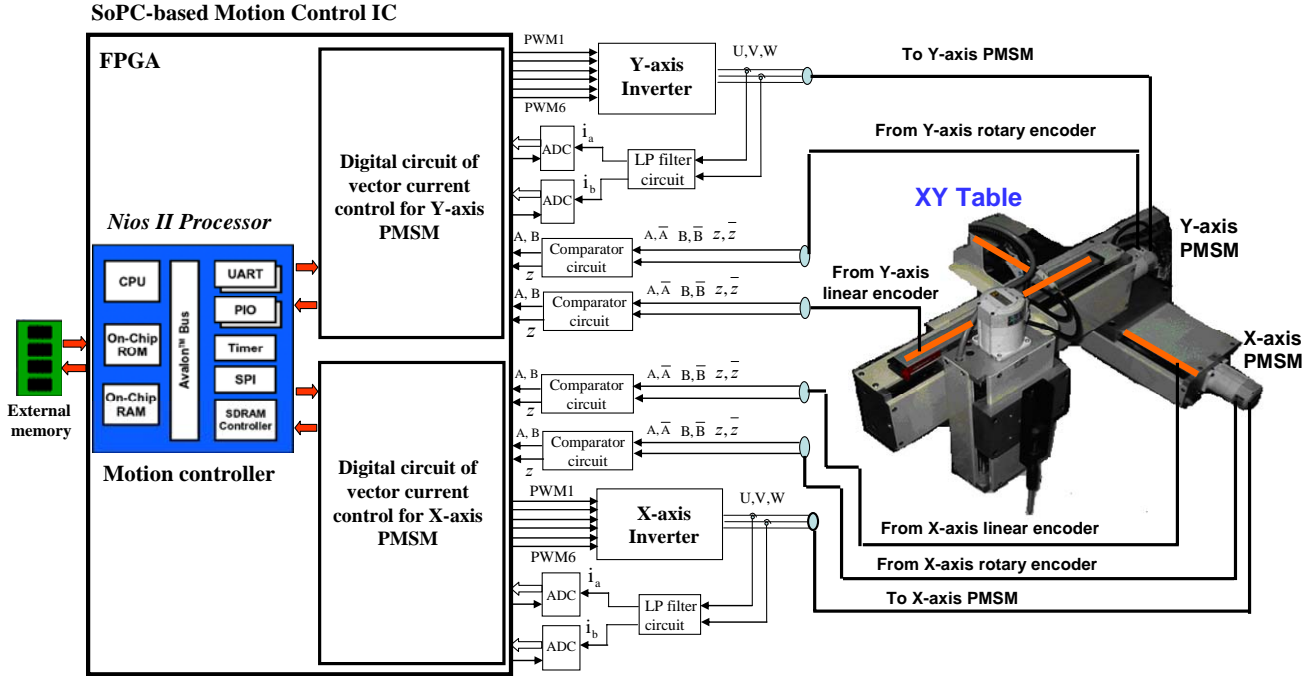 SoPC-based Motion Control IC
FPGA
PWM1
PWM6
Y-axis
Inverter
U,V,W
To Y-axis PMSM
Digital circuit of
vector current
control for Y-axis
PMSM
ADC
i a
ADC
i b
LP filter
circuit
From Y-axis rotary encoder
XY Table
Y-axis
PMSM
A, B
z
Comparator
circuit
A, A̅ B, B̅ z, z̅
From Y-axis
linear encoder
A, B
z
Comparator
circuit
A, A̅ B, B̅ z, z̅
X-axis
PMSM
Nios II Processor
CPU
On-Chip
ROM
On-Chip
RAM
Avalon™ Bus
UART
PIO
Timer
SPI
SDRAM
Controller
External
memory
Motion controller
A, B
z
Comparator
circuit
A, A̅ B, B̅ z, z̅
A, B
z
Comparator
circuit
A, A̅ B, B̅ z, z̅
Digital circuit of
vector current
control for X-axis
PMSM
PWM1
PWM6
X-axis
Inverter
U,V,W
From X-axis linear encoder
From X-axis rotary encoder
To X-axis PMSM
ADC
i a
ADC
i b
LP filter
circuit